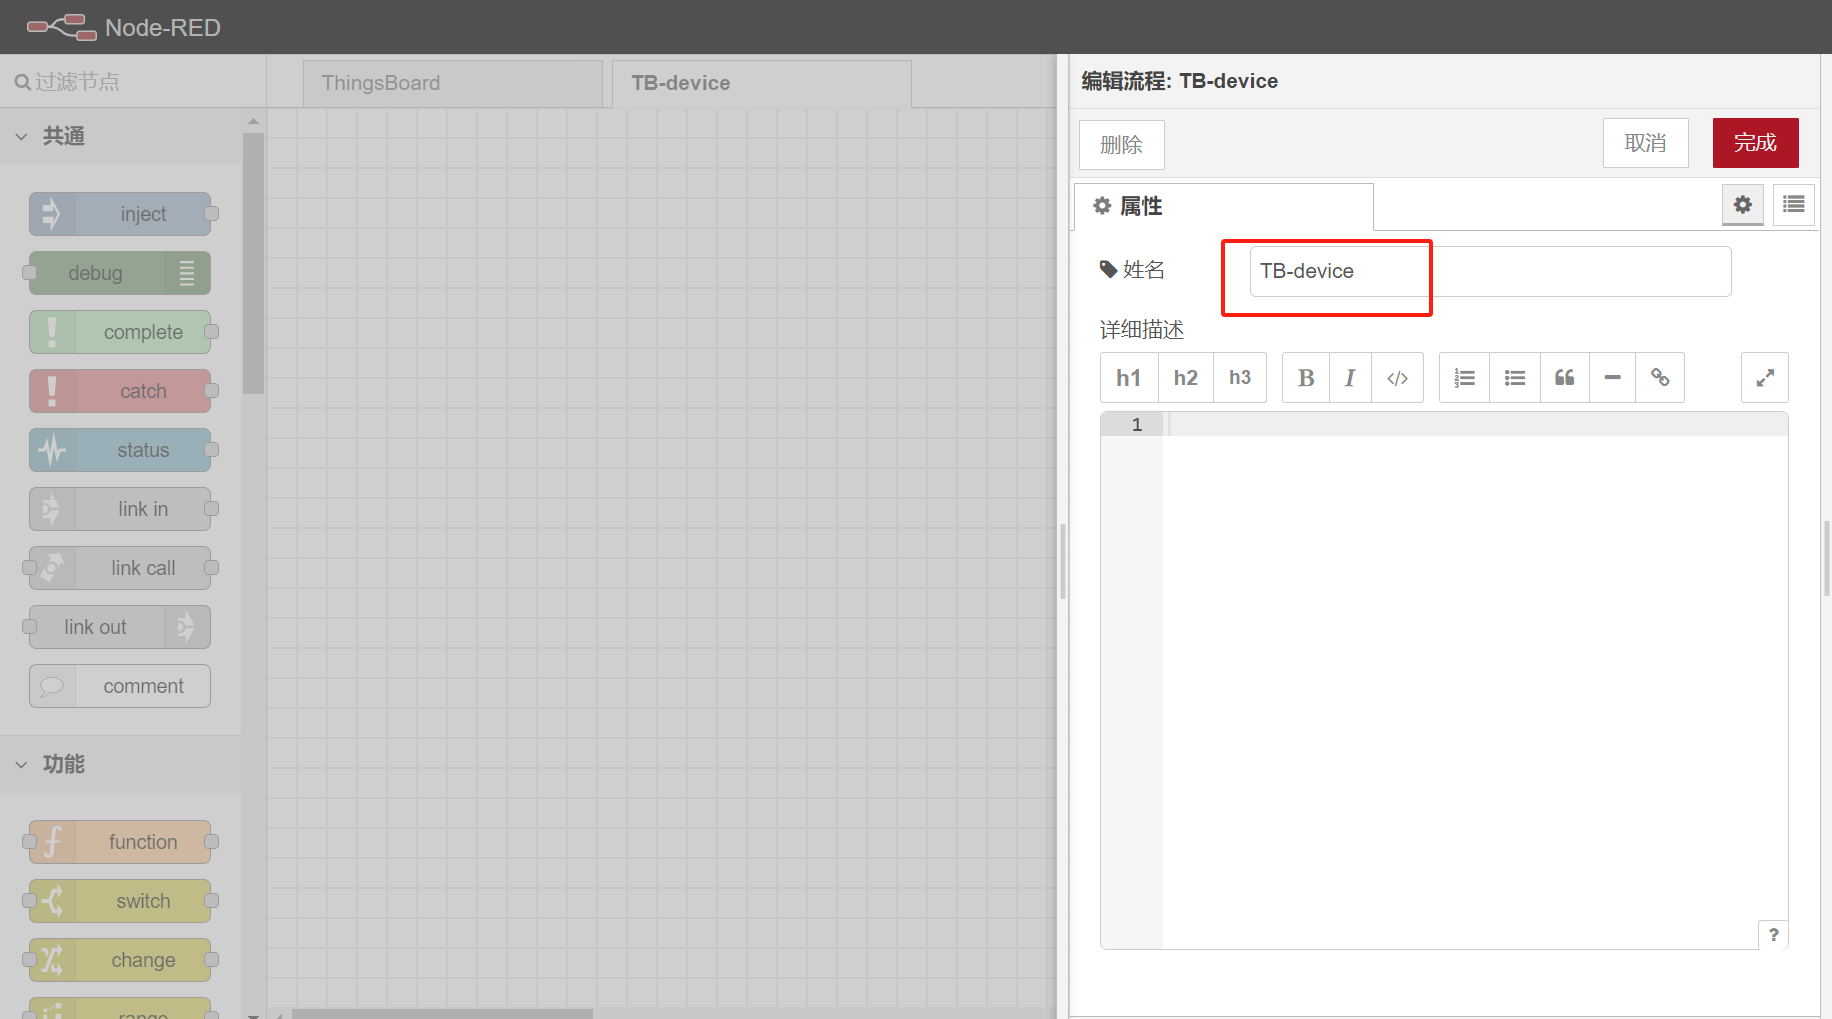 Node-RED
过滤节点
ThingsBoard
TB-device
编辑流程: TB-device
删除
取消
完成
属性
姓名
TB-device
详细描述
h1
h2
h3
B
I
</>
1
?
共通
inject
debug
complete
catch
status
link in
link call
link out
comment
功能
function
switch
change
range